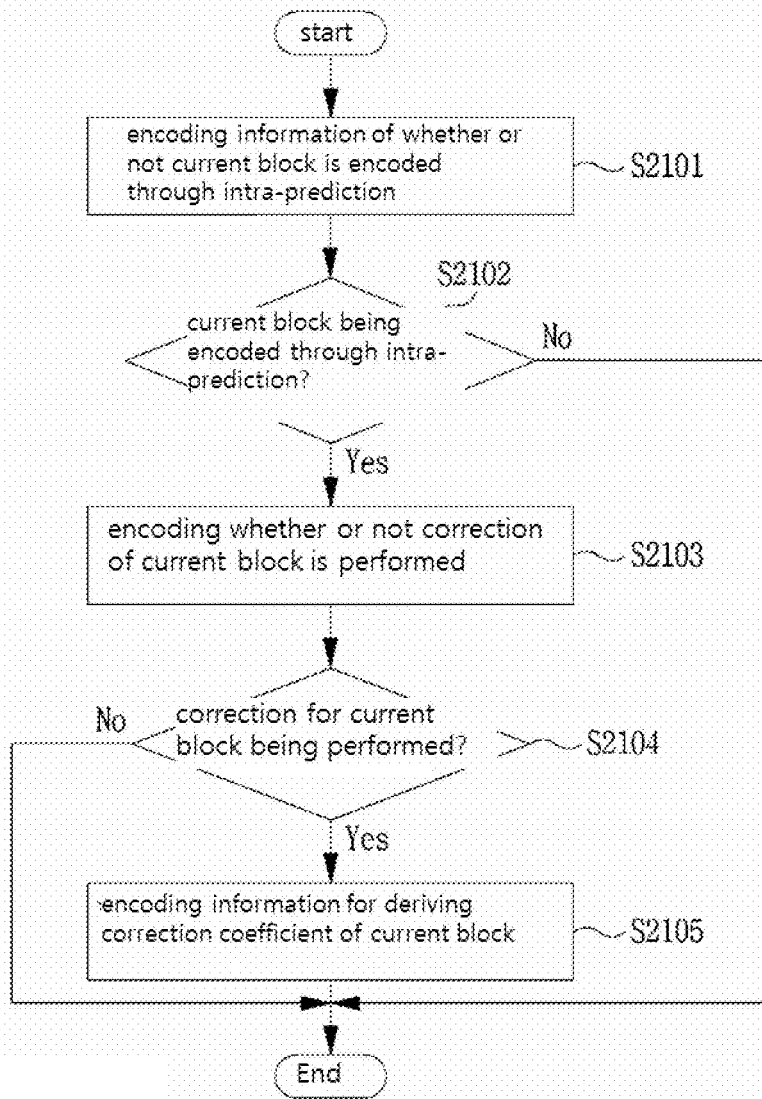 start
encoding information of whether or
not current block is encoded
through intra-prediction
S2101
S2102
current block being
encoded through intra-
prediction?
No
Yes
encoding whether or not correction
of current block is performed
S2103
No
correction for current
block being performed?
S2104
Yes
encoding information for deriving
correction coefficient of current block
S2105
End